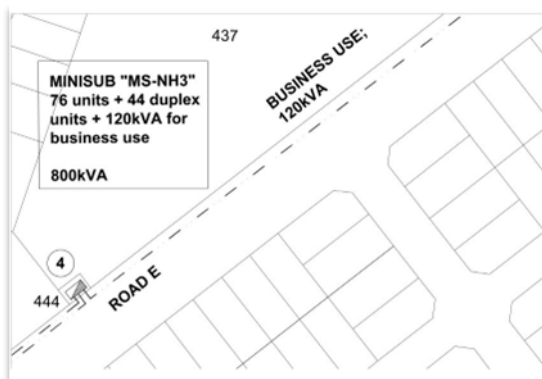 437
MINISUB "MS-NH3"
76 units + 44 duplex
units + 120kVA for
business use
800kVA
BUSINESS USE;
120kVA
4
444
ROAD E